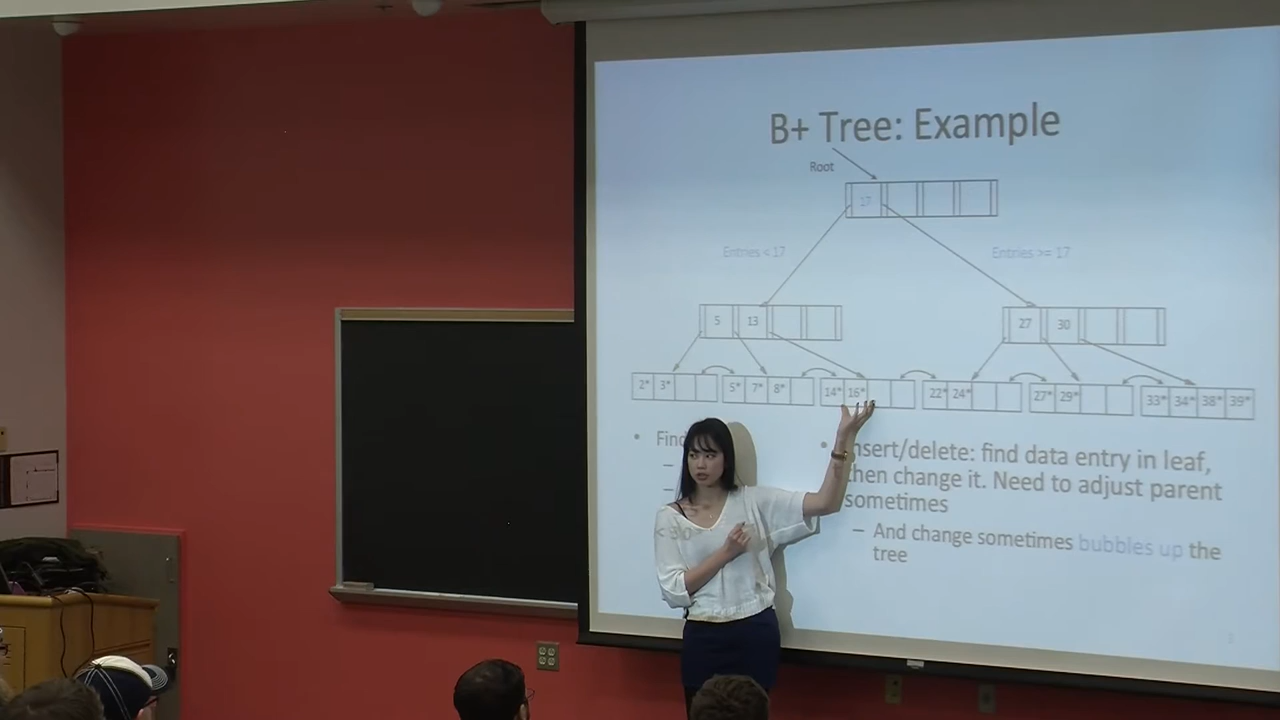 B+ Tree: Example
Root
17
Entries < 17
Entries >= 17
5 13
27 30
2* 3*
5* 7* 8*
14* 16*
22* 24*
27* 29*
33* 34* 38* 39*
• Find
–
–
< 30
• nsert/delete: find data entry in leaf,
then change it. Need to adjust parent
sometimes
– And change sometimes bubbles up the
tree